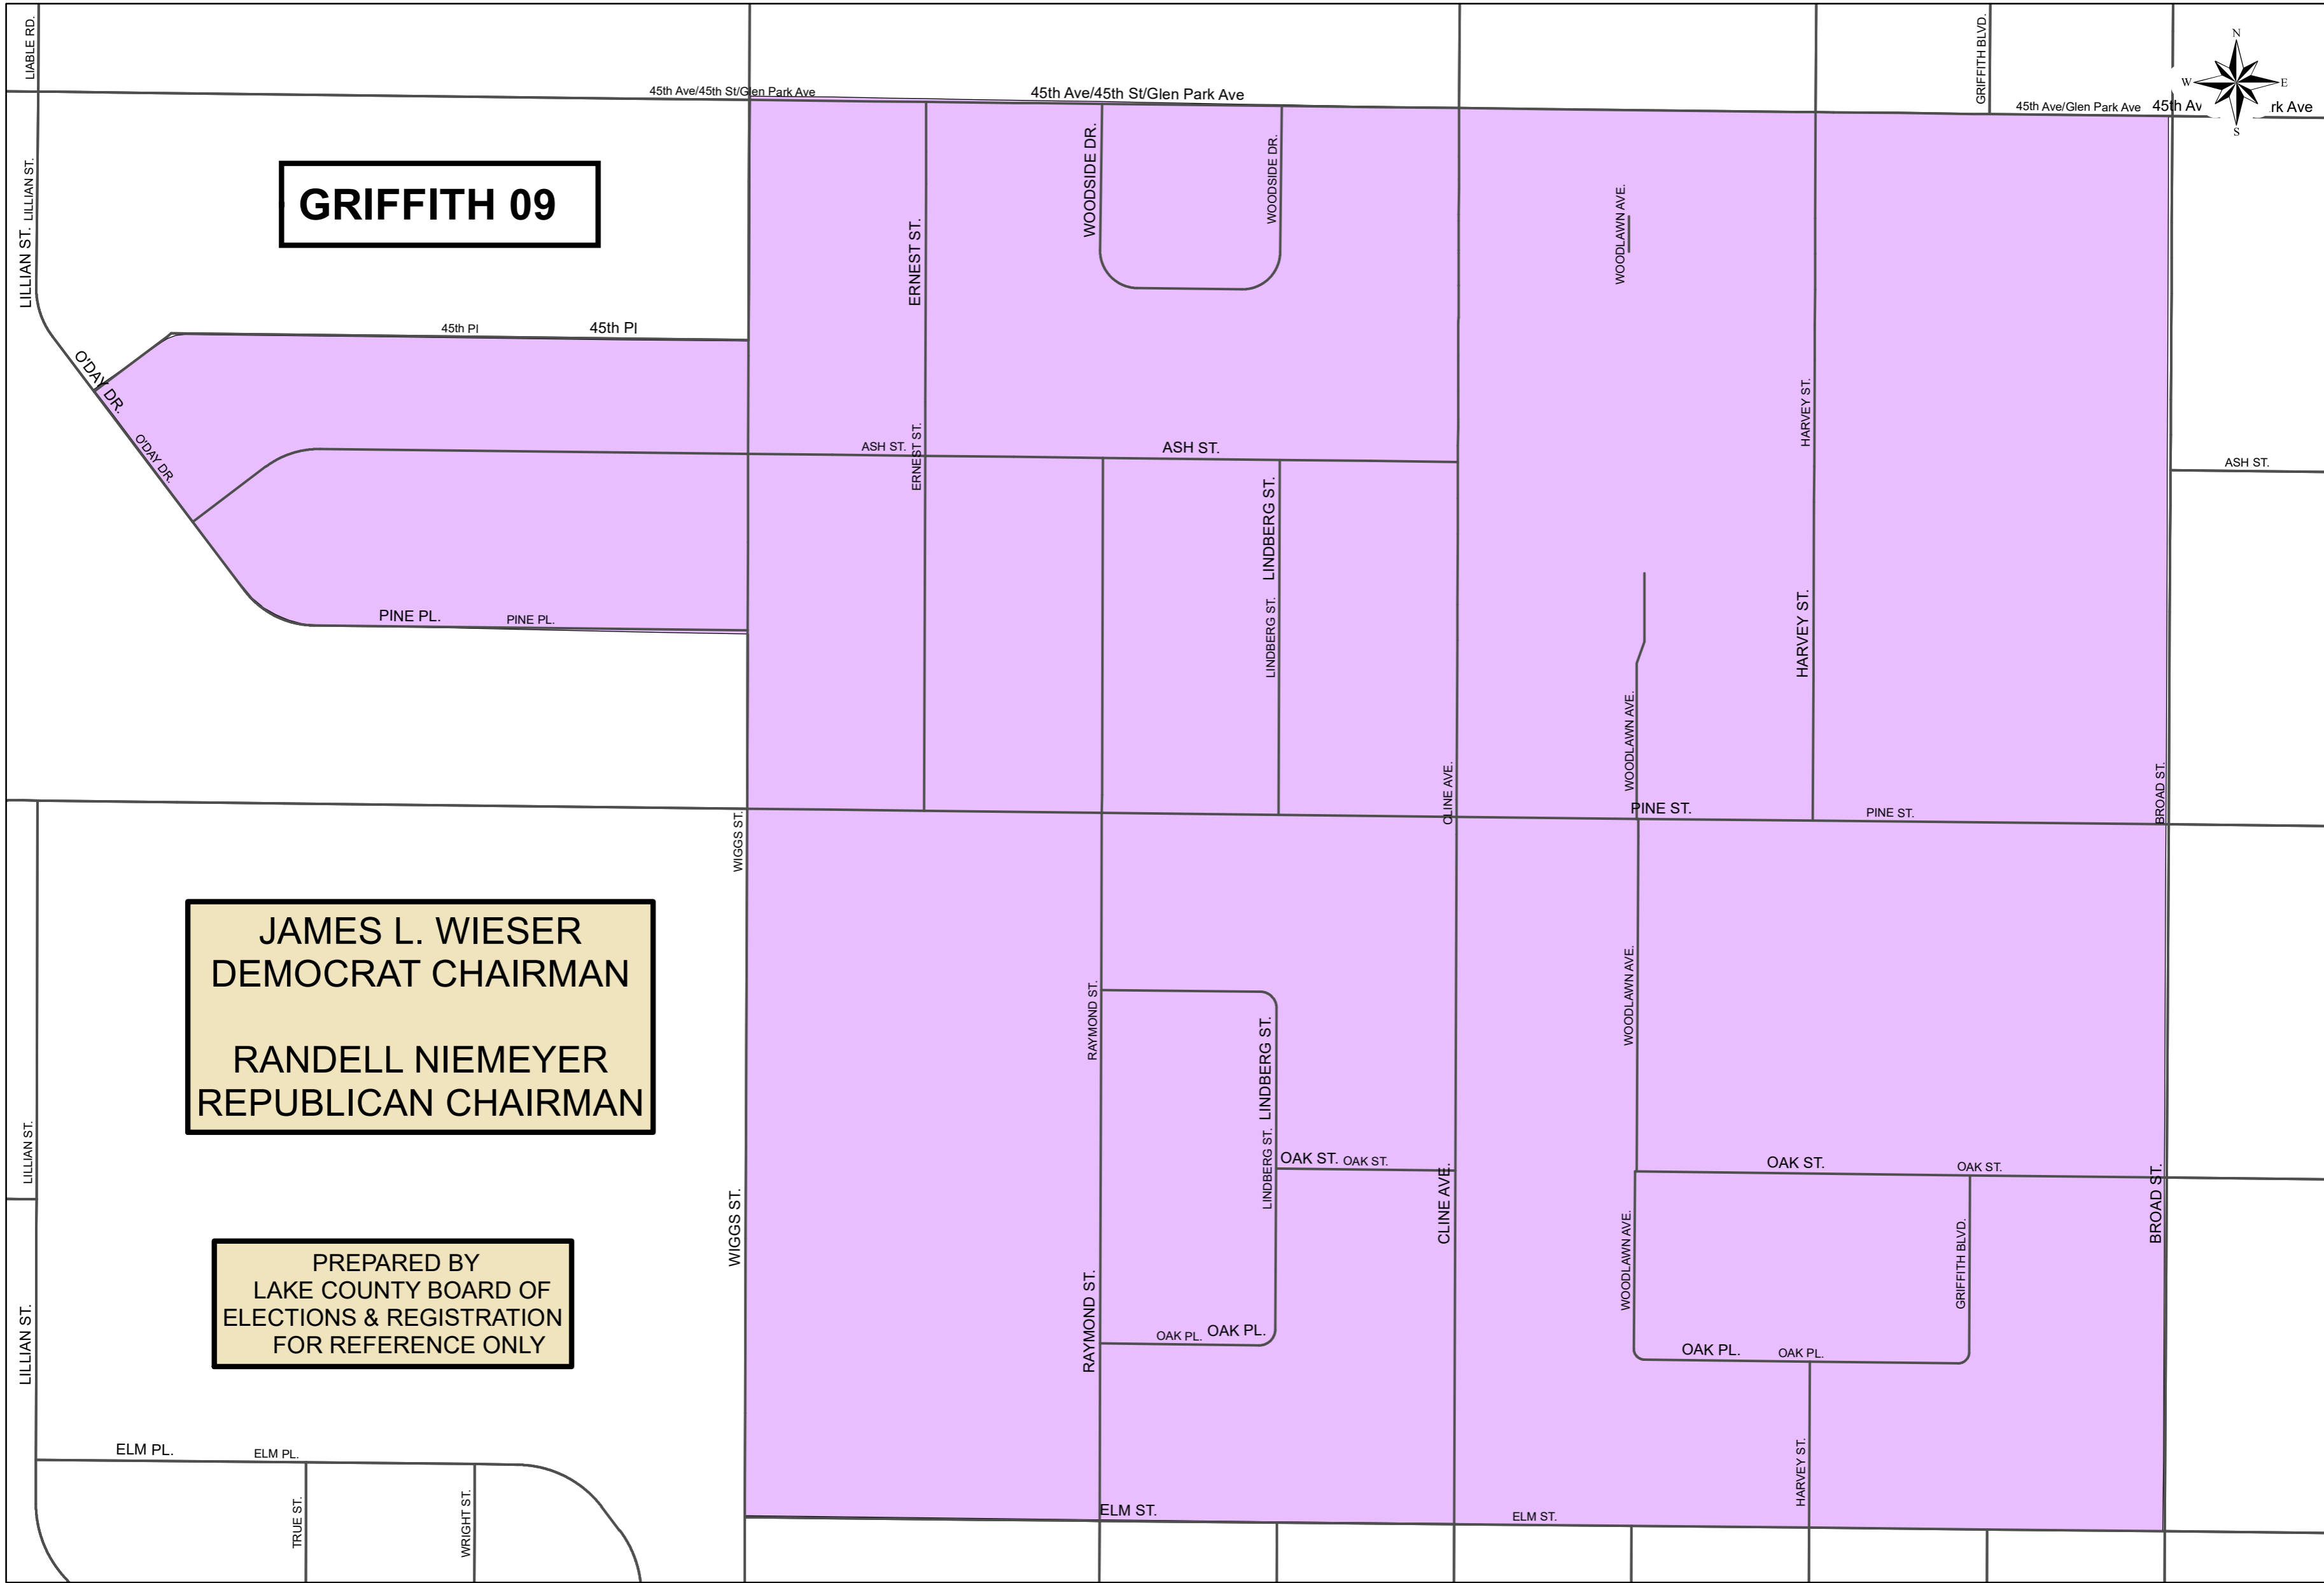 LIABLE RD.
GRIFFITH BLVD.
N
W
E
S
45th Ave/45th St/Glen Park Ave
45th Ave/45th St/Glen Park Ave
45th Ave/Glen Park Ave
45th Av
rk Ave
GRIFFITH 09
LILLIAN ST.
LILLIAN ST.
WOODSIDE DR.
WOODSIDE DR.
WOODLAWN AVE.
ERNEST ST.
45th Pl
45th Pl
O'DAY DR.
O'DAY DR.
HARVEY ST.
ASH ST.
ERNEST ST.
ASH ST.
ASH ST.
LINDBERG ST.
LINDBERG ST.
HARVEY ST.
PINE PL.
PINE PL.
WOODLAWN AVE.
CLINE AVE.
BROAD ST.
PINE ST.
PINE ST.
WIGGS ST.
JAMES L. WIESER
DEMOCRAT CHAIRMAN
RANDELL NIEMEYER
REPUBLICAN CHAIRMAN
RAYMOND ST.
LINDBERG ST.
WOODLAWN AVE.
LILLIAN ST.
LINDBERG ST.
OAK ST.
OAK ST.
OAK ST.
OAK ST.
WIGGS ST.
CLINE AVE.
BROAD ST.
WOODLAWN AVE.
GRIFFITH BLVD.
PREPARED BY
LAKE COUNTY BOARD OF
ELECTIONS & REGISTRATION
FOR REFERENCE ONLY
LILLIAN ST.
RAYMOND ST.
OAK PL.
OAK PL.
OAK PL.
OAK PL.
ELM PL.
ELM PL.
HARVEY ST.
TRUE ST.
WRIGHT ST.
ELM ST.
ELM ST.